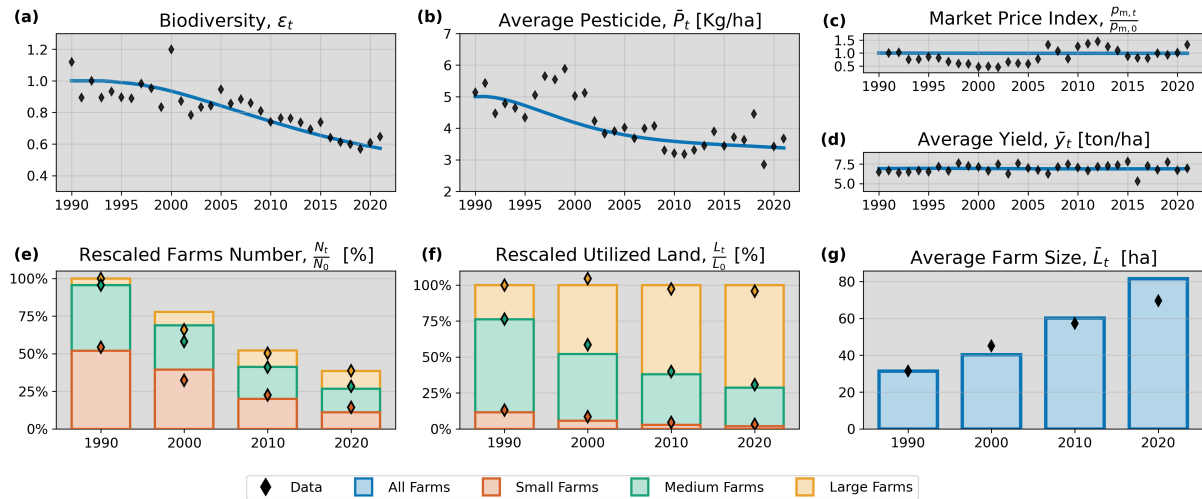 (a) Biodiversity, εt
1.2
1.0
0.8
0.6
0.4
1990 1995 2000 2005 2010 2015 2020
(b) Average Pesticide, P̄t [Kg/ha]
7
6
5
4
3
2
1990 1995 2000 2005 2010 2015 2020
(c) Market Price Index, pm,t/pm,0
1.5
1.0
0.5
1990 1995 2000 2005 2010 2015 2020
(d) Average Yield, ȳt [ton/ha]
7.5
5.0
1990 1995 2000 2005 2010 2015 2020
(e) Rescaled Farms Number, Nt/N0 [%]
100%
75%
50%
25%
0%
1990 2000 2010 2020
(f) Rescaled Utilized Land, Lt/L0 [%]
100%
75%
50%
25%
0%
1990 2000 2010 2020
(g) Average Farm Size, L̄t [ha]
80
60
40
20
0
1990 2000 2010 2020
Data All Farms Small Farms Medium Farms Large Farms